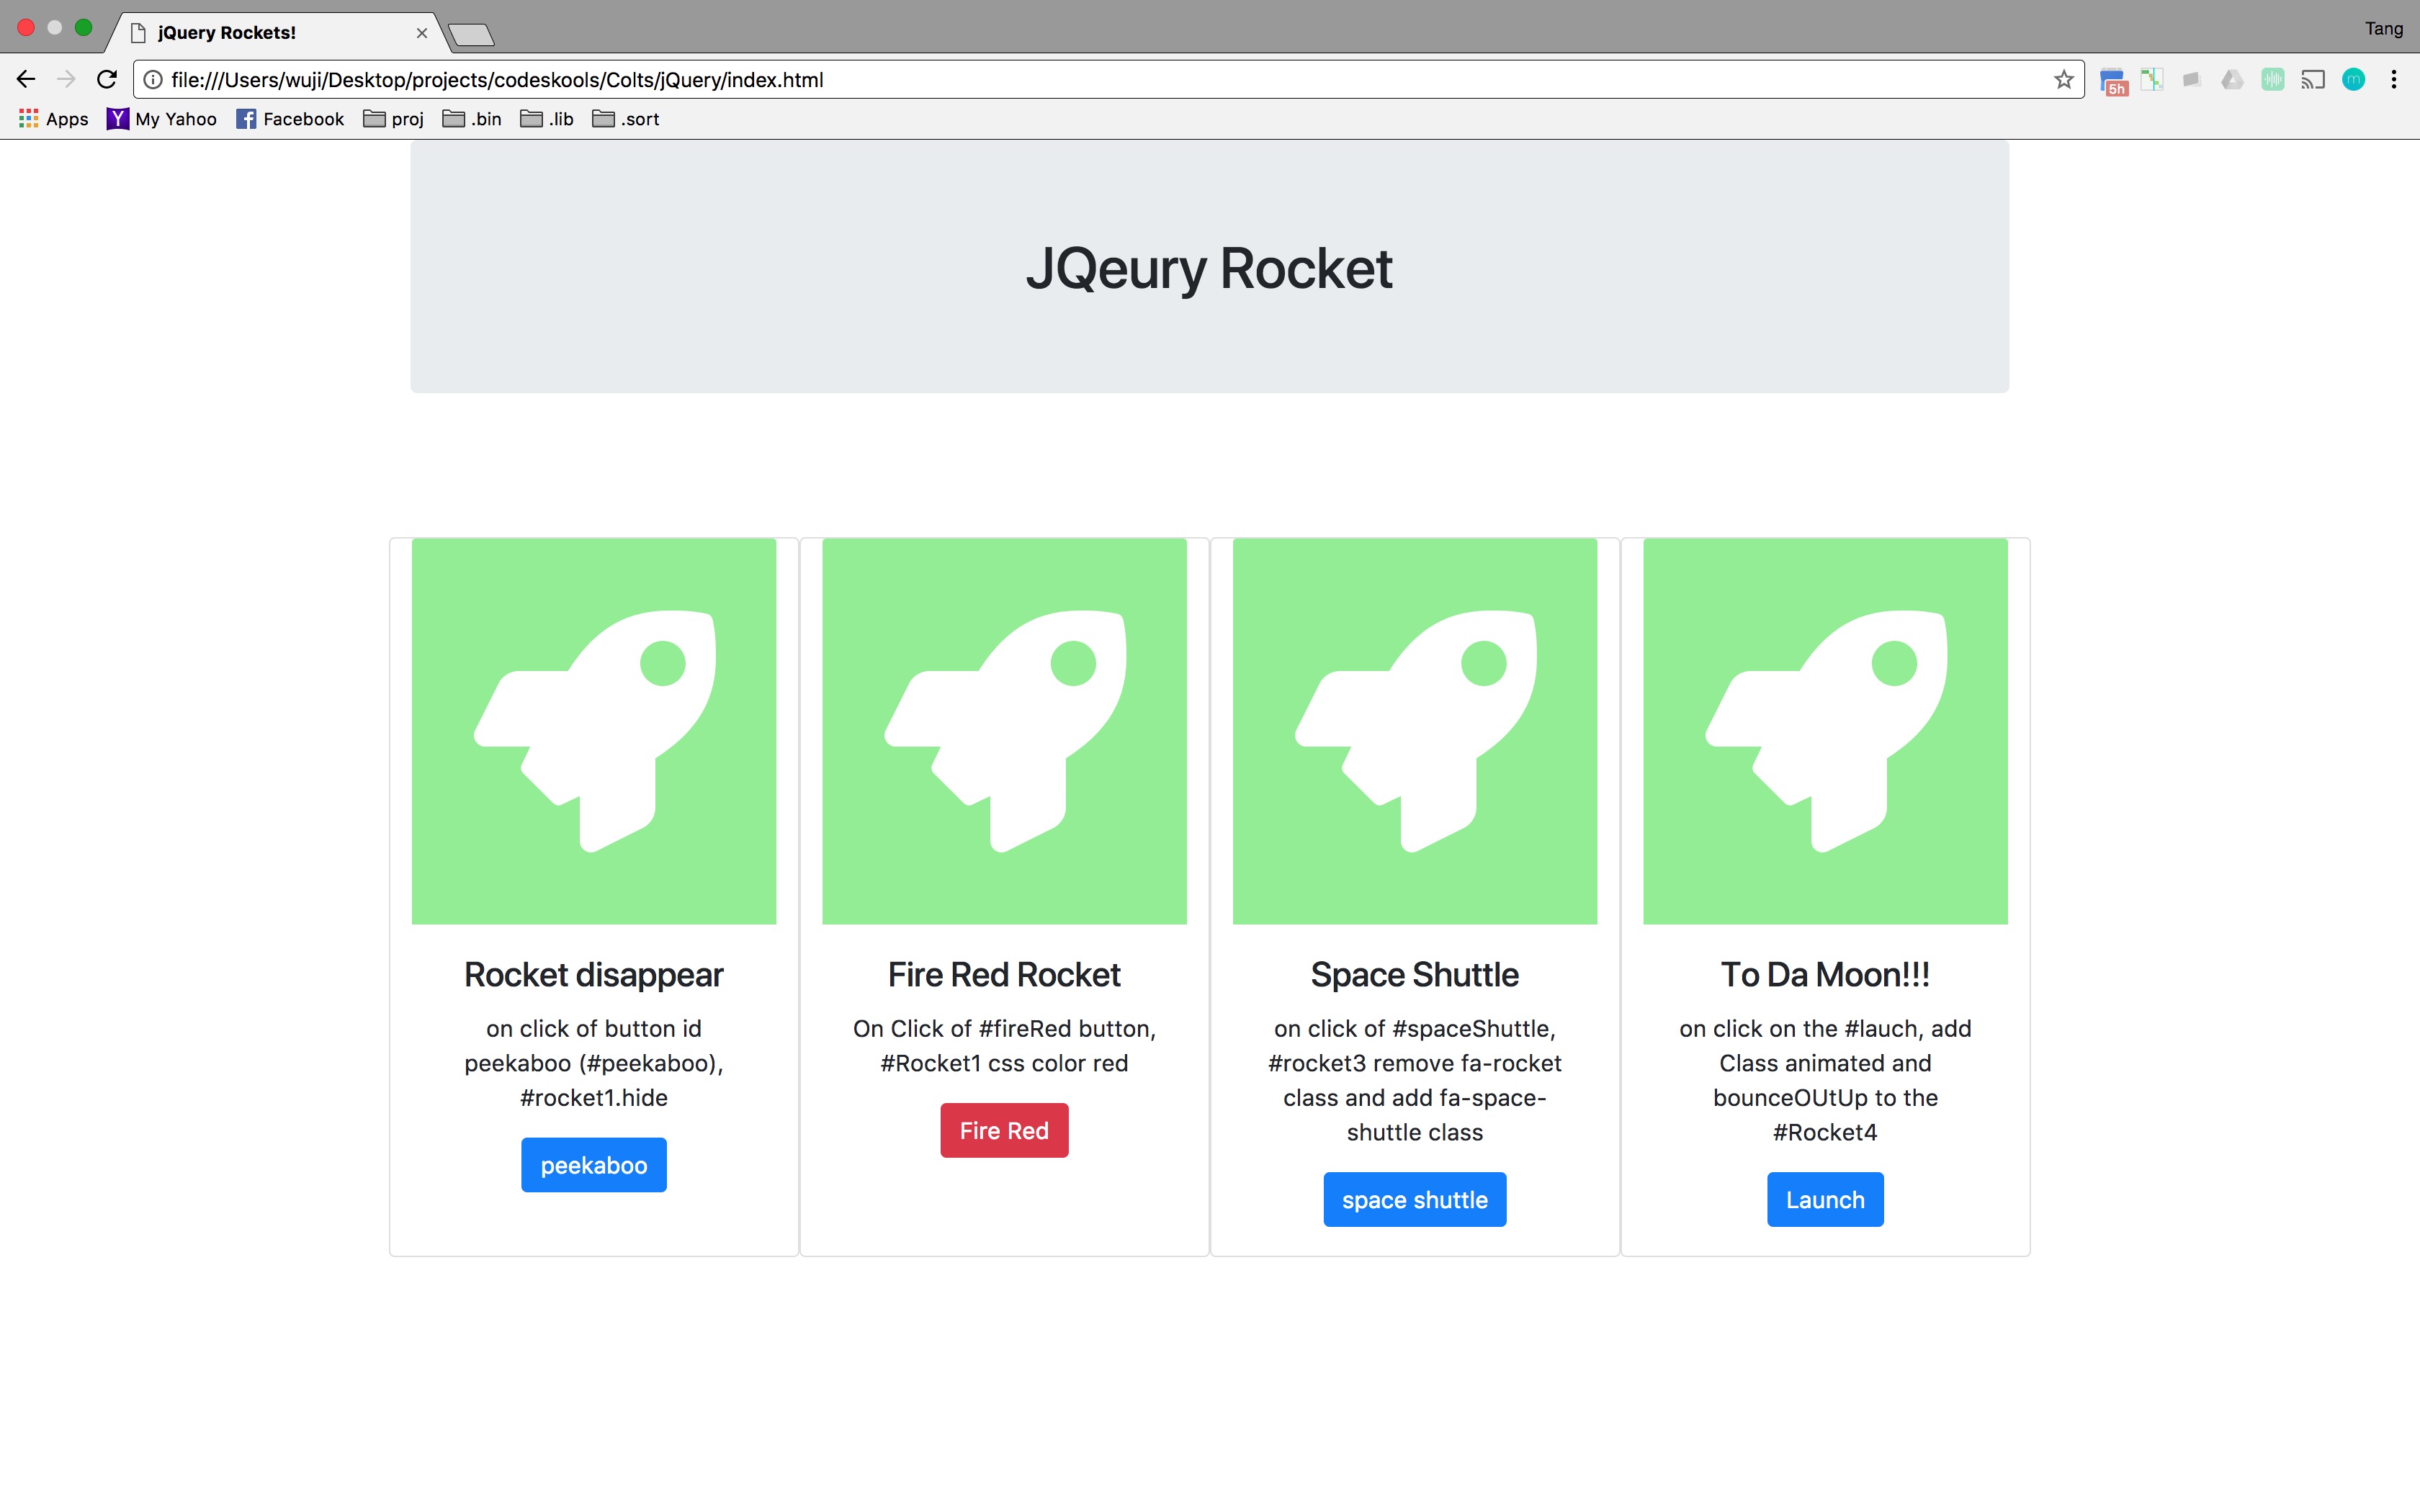 jQuery Rockets!
Tang
file:///Users/wuji/Desktop/projects/codeskools/Colts/jQuery/index.html
5h
m
Apps
Y My Yahoo
f Facebook
proj
.bin
.lib
.sort
JQeury Rocket
Rocket disappear
on click of button id
peekaboo (#peekaboo),
#rocket1.hide
peekaboo
Fire Red Rocket
On Click of #fireRed button,
#Rocket1 css color red
Fire Red
Space Shuttle
on click of #spaceShuttle,
#rocket3 remove fa-rocket
class and add fa-space-
shuttle class
space shuttle
To Da Moon!!!
on click on the #lauch, add
Class animated and
bounceOUtUp to the
#Rocket4
Launch